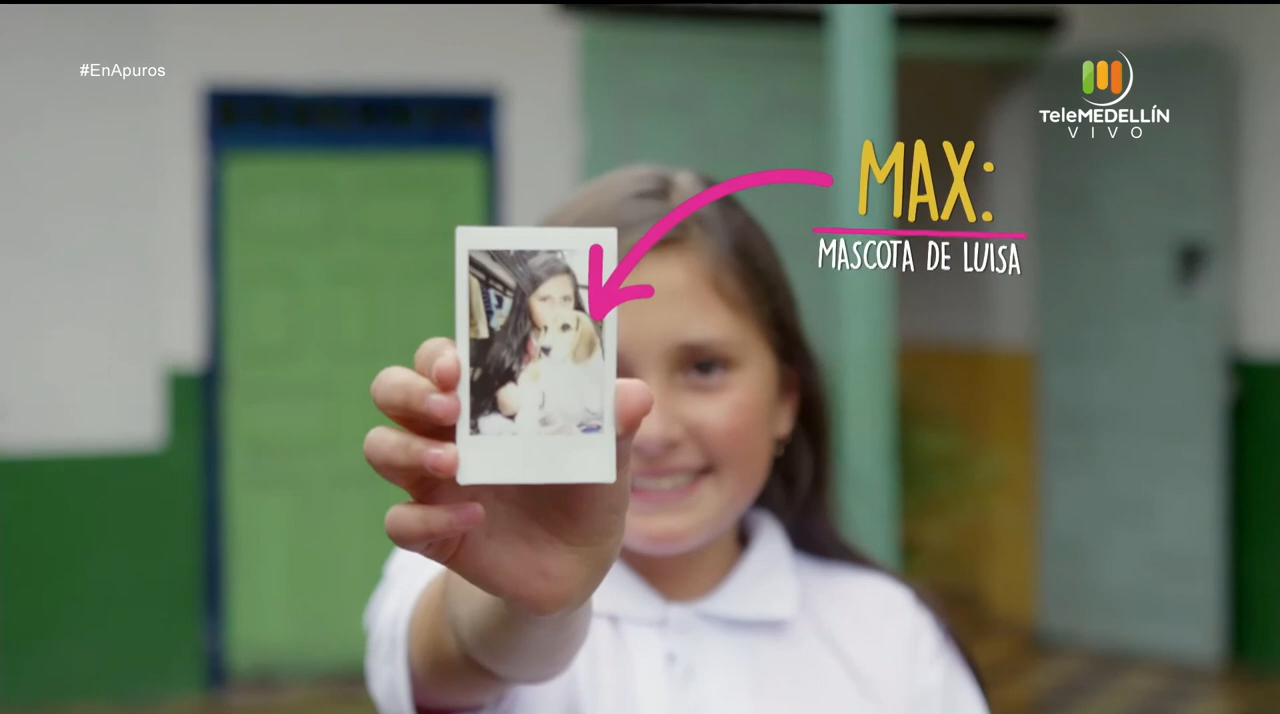 #EnApuros
TeleMEDELLÍN
VIVO
MAX:
MASCOTA DE LUISA